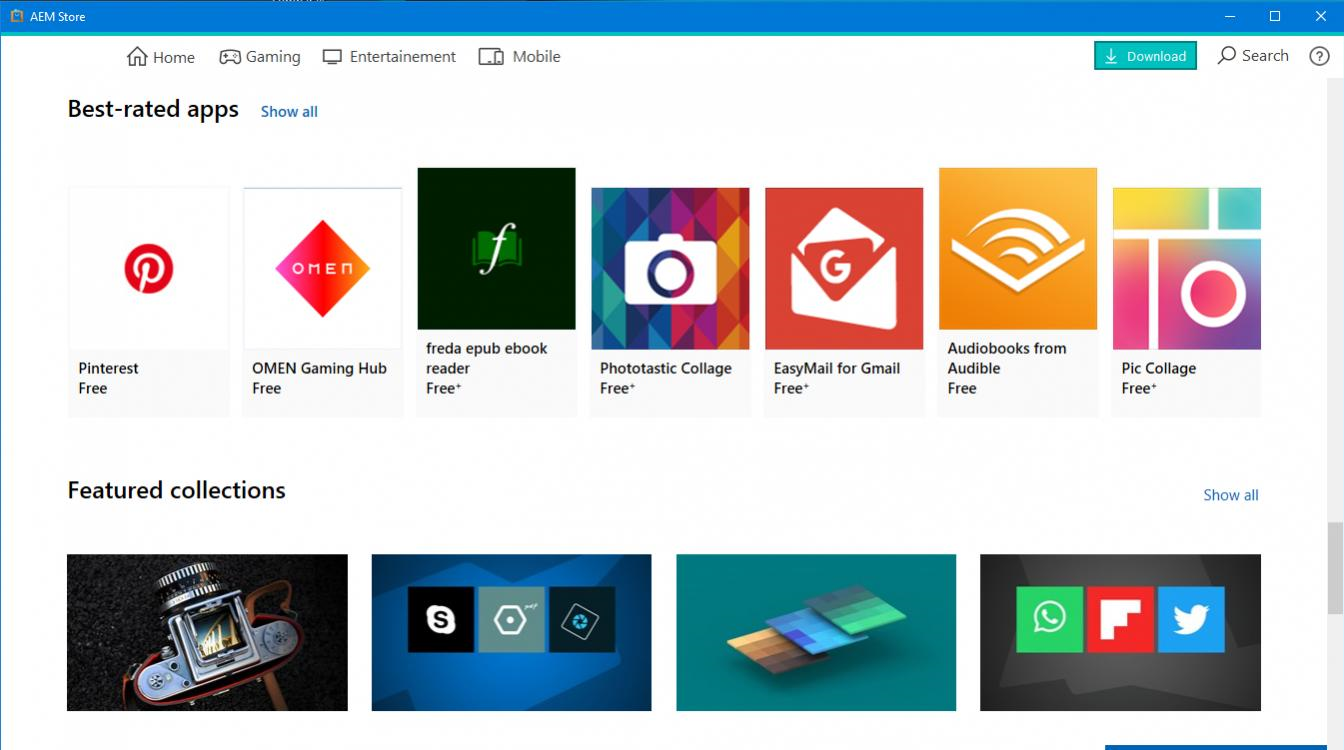 AEM Store
Home Gaming Entertainement Mobile Download Search ?
Best-rated apps Show all
OMEN
f
G
Pinterest
Free
OMEN Gaming Hub
Free
freda epub ebook
reader
Free+
Phototastic Collage
Free+
EasyMail for Gmail
Free+
Audiobooks from
Audible
Free
Pic Collage
Free+
Featured collections Show all
S